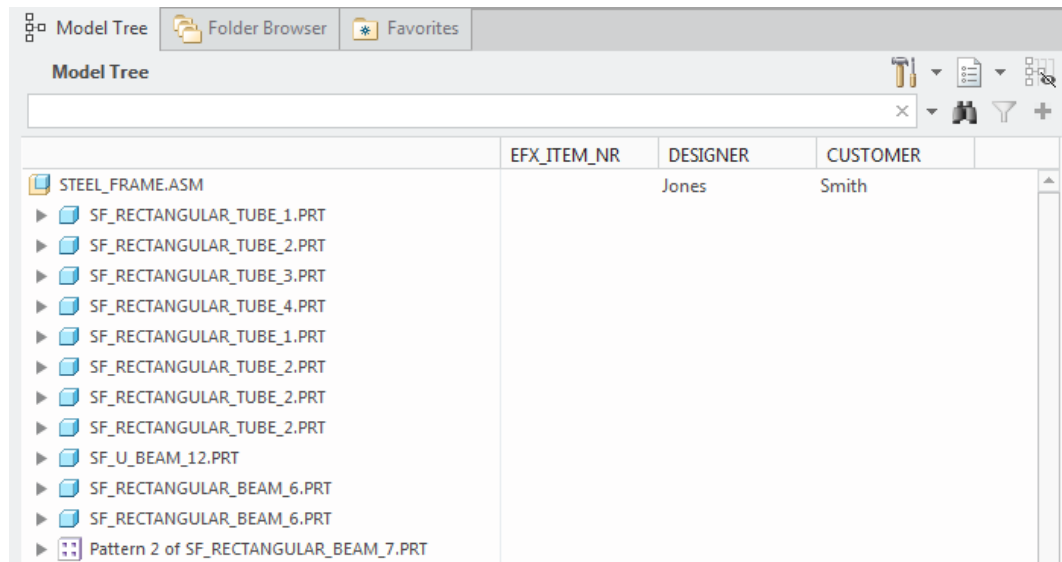 Model Tree Folder Browser Favorites
Model Tree
EFX_ITEM_NR DESIGNER CUSTOMER
STEEL_FRAME.ASM Jones Smith
SF_RECTANGULAR_TUBE_1.PRT
SF_RECTANGULAR_TUBE_2.PRT
SF_RECTANGULAR_TUBE_3.PRT
SF_RECTANGULAR_TUBE_4.PRT
SF_RECTANGULAR_TUBE_1.PRT
SF_RECTANGULAR_TUBE_2.PRT
SF_RECTANGULAR_TUBE_2.PRT
SF_RECTANGULAR_TUBE_2.PRT
SF_U_BEAM_12.PRT
SF_RECTANGULAR_BEAM_6.PRT
SF_RECTANGULAR_BEAM_6.PRT
Pattern 2 of SF_RECTANGULAR_BEAM_7.PRT